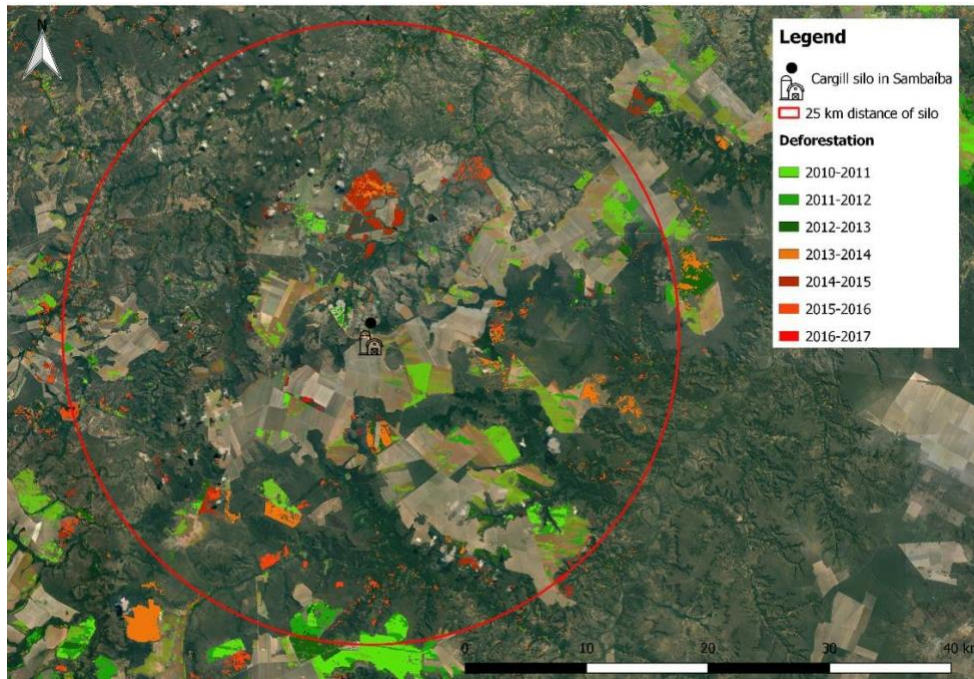 N
Legend
Cargill silo in Sambaíba
25 km distance of silo
Deforestation
2010-2011
2011-2012
2012-2013
2013-2014
2014-2015
2015-2016
2016-2017
0 10 20 30 40 km